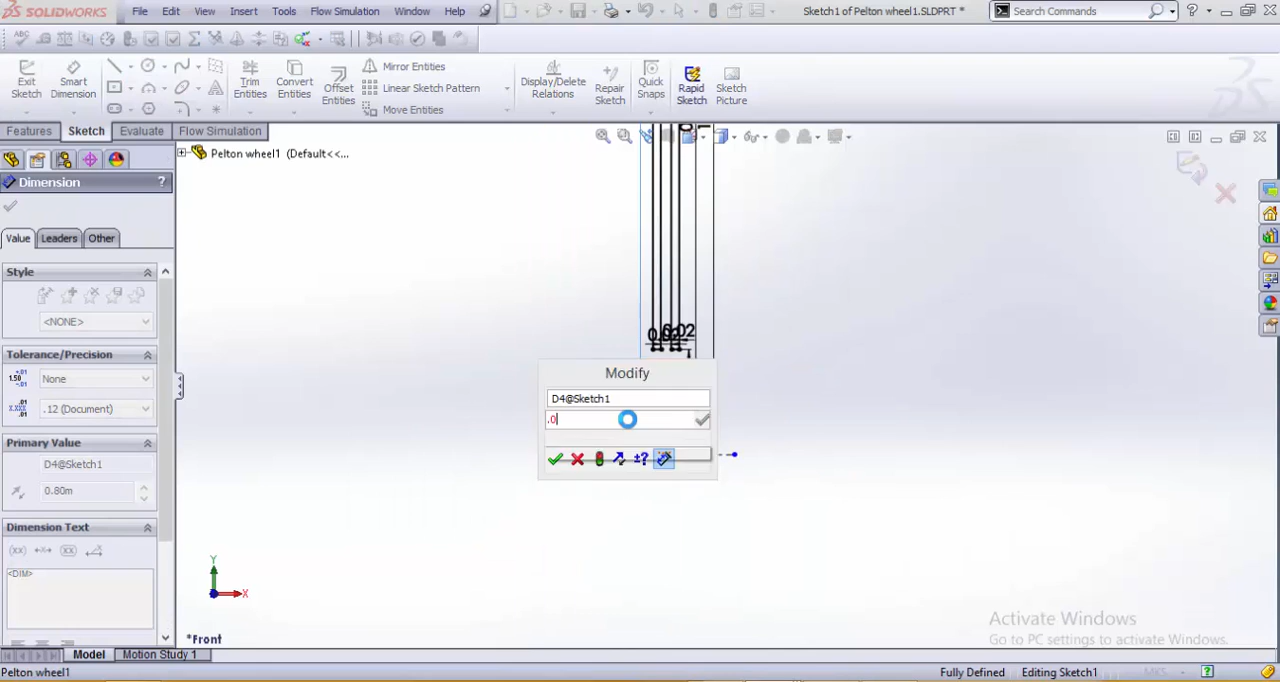 SOLIDWORKS File Edit View Insert Tools Flow Simulation Window Help Sketch1 of Pelton wheel1.SLDPRT * Search Commands
Exit Sketch
Smart Dimension
Trim Entities
Convert Entities
Offset Entities
Mirror Entities
Linear Sketch Pattern
Move Entities
Display/Delete Relations
Repair Sketch
Quick Snaps
Rapid Sketch
Sketch Picture
Features Sketch Evaluate Flow Simulation
Pelton wheel1 (Default<<...
Dimension ?
Value Leaders Other
Style
<NONE>
Tolerance/Precision
None
.12 (Document)
Primary Value
D4@Sketch1
0.80m
Dimension Text
<DIM>
Modify
D4@Sketch1
.0
Y
X
*Front
Activate Windows
Go to PC settings to activate Windows.
Model Motion Study 1
Pelton wheel1 Fully Defined Editing Sketch1 MKS